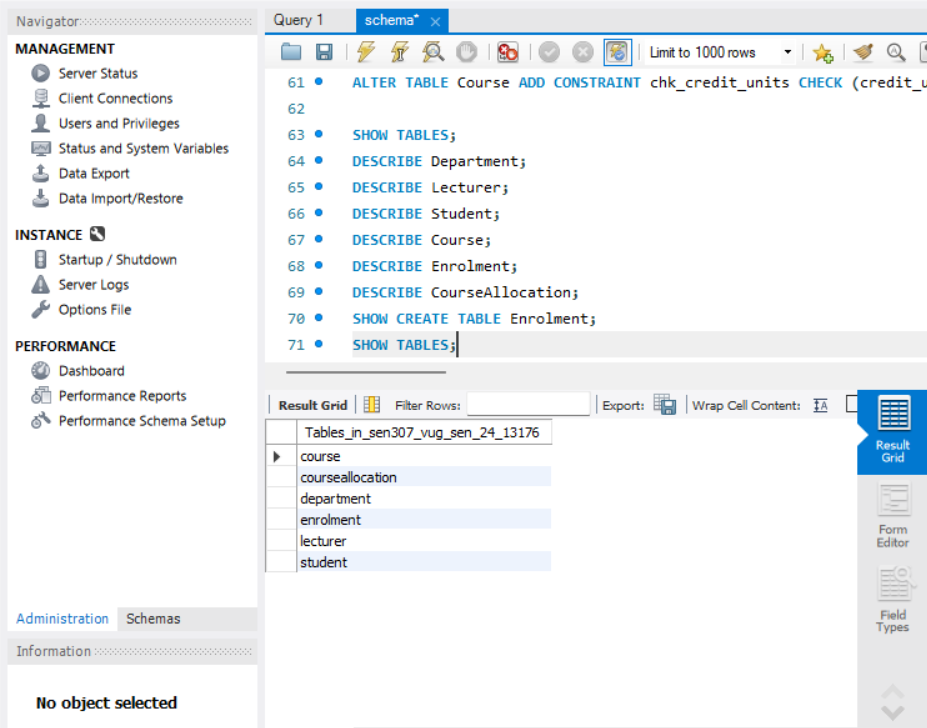 Navigator
MANAGEMENT
Server Status
Client Connections
Users and Privileges
Status and System Variables
Data Export
Data Import/Restore
INSTANCE
Startup / Shutdown
Server Logs
Options File
PERFORMANCE
Dashboard
Performance Reports
Performance Schema Setup
Administration Schemas
Information
No object selected
Query 1 schema* ×
Limit to 1000 rows
61 ALTER TABLE Course ADD CONSTRAINT chk_credit_units CHECK (credit_u
62
63 SHOW TABLES;
64 DESCRIBE Department;
65 DESCRIBE Lecturer;
66 DESCRIBE Student;
67 DESCRIBE Course;
68 DESCRIBE Enrolment;
69 DESCRIBE CourseAllocation;
70 SHOW CREATE TABLE Enrolment;
71 SHOW TABLES;
Result Grid Filter Rows: Export: Wrap Cell Content: IA
Tables_in_sen307_vug_sen_24_13176
course
courseallocation
department
enrolment
lecturer
student
Result
Grid
Form
Editor
Field
Types